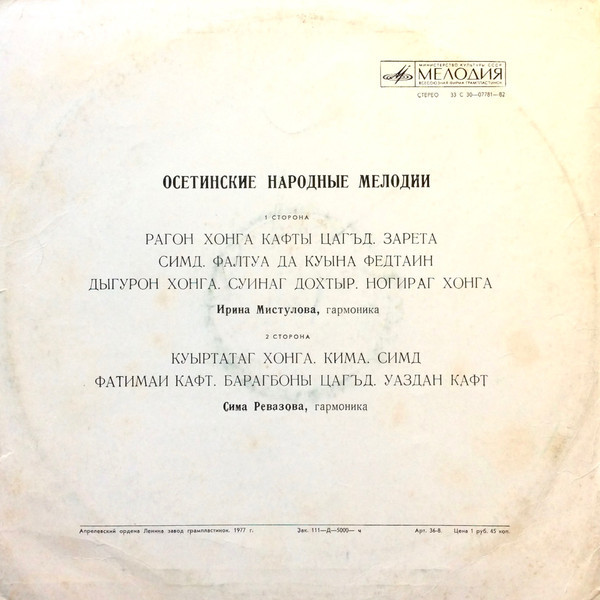 МИНИСТЕРСТВО КУЛЬТУРЫ СССР
МЕЛОДИЯ
ВСЕСОЮЗНАЯ ФИРМА ГРАМПЛАСТИНОК
СТЕРЕО 33 С 30—07781—82
ОСЕТИНСКИЕ НАРОДНЫЕ МЕЛОДИИ
1 СТОРОНА
РАГОН ХОНГА КАФТЫ ЦАГЪД. ЗАРЕТА
СИМД. ФАЛТУА ДА КУЫНА ФЕДТАИН
ДЫГУРОН ХОНГА. СУИНАГ ДОХТЫР. НОГИРАГ ХОНГА
Ирина Мистулова, гармоника
2 СТОРОНА
КУЫРТАТАГ ХОНГА. КИМА. СИМД
ФАТИМАИ КАФТ. БАРАГБОНЫ ЦАГЪД. УАЗДАН КАФТ
Сима Ревазова, гармоника
Апрелевский ордена Ленина завод грампластинок. 1977 г. Зак. 111—Д—5000— ч Арт. 36-8. Цена 1 руб. 45 коп.